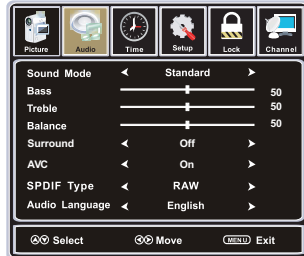 Picture Audio Time Setup Lock Channel
Sound Mode Standard
Bass 50
Treble 50
Balance 50
Surround Off
AVC On
SPDIF Type RAW
Audio Language English
Select Move MENU Exit